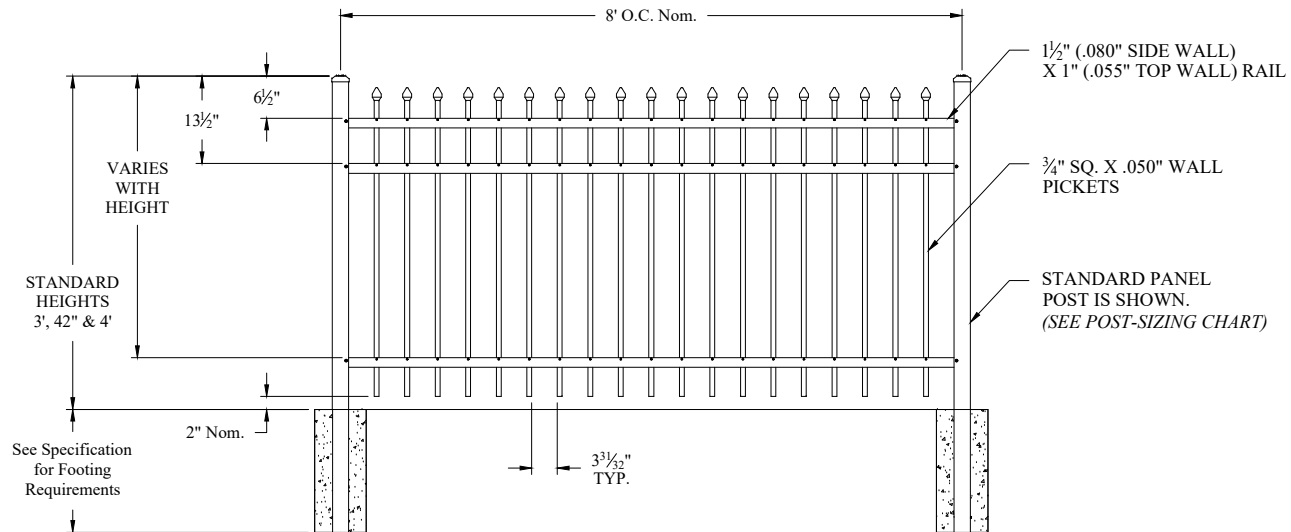 8' O.C. Nom.
1½" (.080" SIDE WALL)
X 1" (.055" TOP WALL) RAIL
6½"
13½"
VARIES
WITH
HEIGHT
¾" SQ. X .050" WALL
PICKETS
STANDARD
HEIGHTS
3', 42" & 4'
STANDARD PANEL
POST IS SHOWN.
(SEE POST-SIZING CHART)
2" Nom.
See Specification
for Footing
Requirements
3 31/32"
TYP.